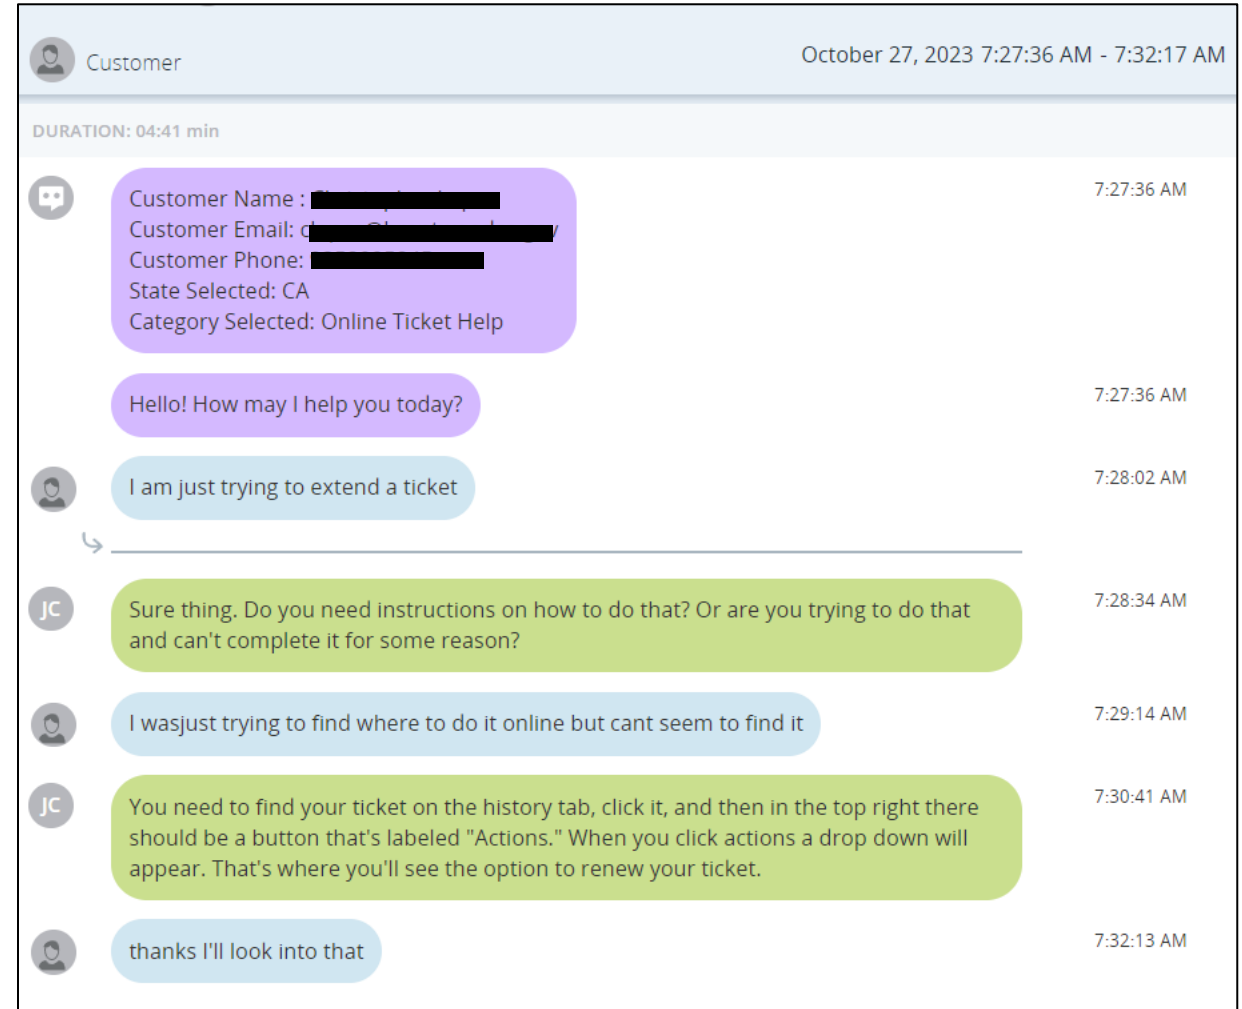 Customer
October 27, 2023 7:27:36 AM - 7:32:17 AM
DURATION: 04:41 min
Customer Name :
7:27:36 AM
Customer Email:
Customer Phone:
State Selected: CA
Category Selected: Online Ticket Help
Hello! How may I help you today?
7:27:36 AM
I am just trying to extend a ticket
7:28:02 AM
JC
Sure thing. Do you need instructions on how to do that? Or are you trying to do that
and can't complete it for some reason?
7:28:34 AM
I wasjust trying to find where to do it online but cant seem to find it
7:29:14 AM
JC
You need to find your ticket on the history tab, click it, and then in the top right there
should be a button that's labeled "Actions." When you click actions a drop down will
appear. That's where you'll see the option to renew your ticket.
7:30:41 AM
thanks I'll look into that
7:32:13 AM